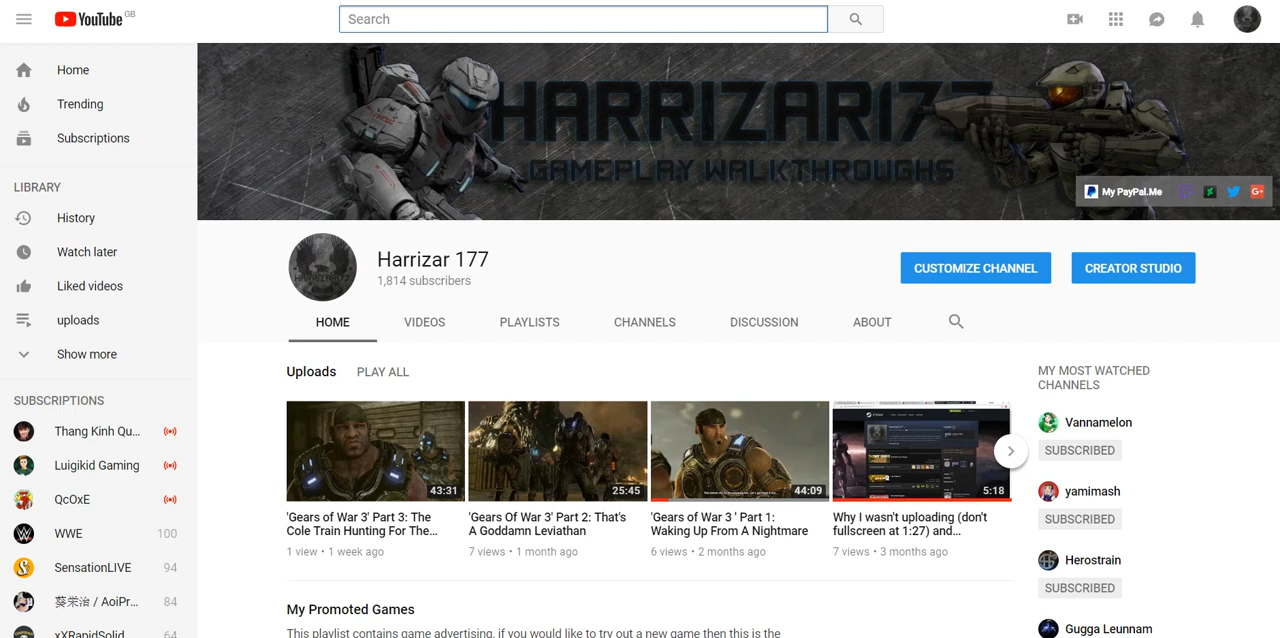 YouTube GB
Search
Home
Trending
Subscriptions
LIBRARY
History
Watch later
Liked videos
uploads
Show more
SUBSCRIPTIONS
Thang Kinh Qu...
Luigikid Gaming
QcOxE
WWE 100
SensationLIVE 94
葵栄治 / AoiPr... 84
xXRapidSolid 64
HARRIZAR177
GAMEPLAY WALKTHROUGHS
My PayPal.Me
G+
Harrizar 177
1,814 subscribers
CUSTOMIZE CHANNEL
CREATOR STUDIO
HOME VIDEOS PLAYLISTS CHANNELS DISCUSSION ABOUT
Uploads PLAY ALL
43:31
25:45
44:09
5:18
'Gears of War 3' Part 3: The
Cole Train Hunting For The...
1 view • 1 week ago
'Gears Of War 3' Part 2: That's
A Goddamn Leviathan
7 views • 1 month ago
'Gears of War 3 ' Part 1:
Waking Up From A Nightmare
6 views • 2 months ago
Why I wasn't uploading (don't
fullscreen at 1:27) and...
7 views • 3 months ago
My Promoted Games
This playlist contains game advertising, if you would like to try out a new game then this is the
MY MOST WATCHED
CHANNELS
Vannamelon
SUBSCRIBED
yamimash
SUBSCRIBED
Herostrain
SUBSCRIBED
Gugga Leunnam